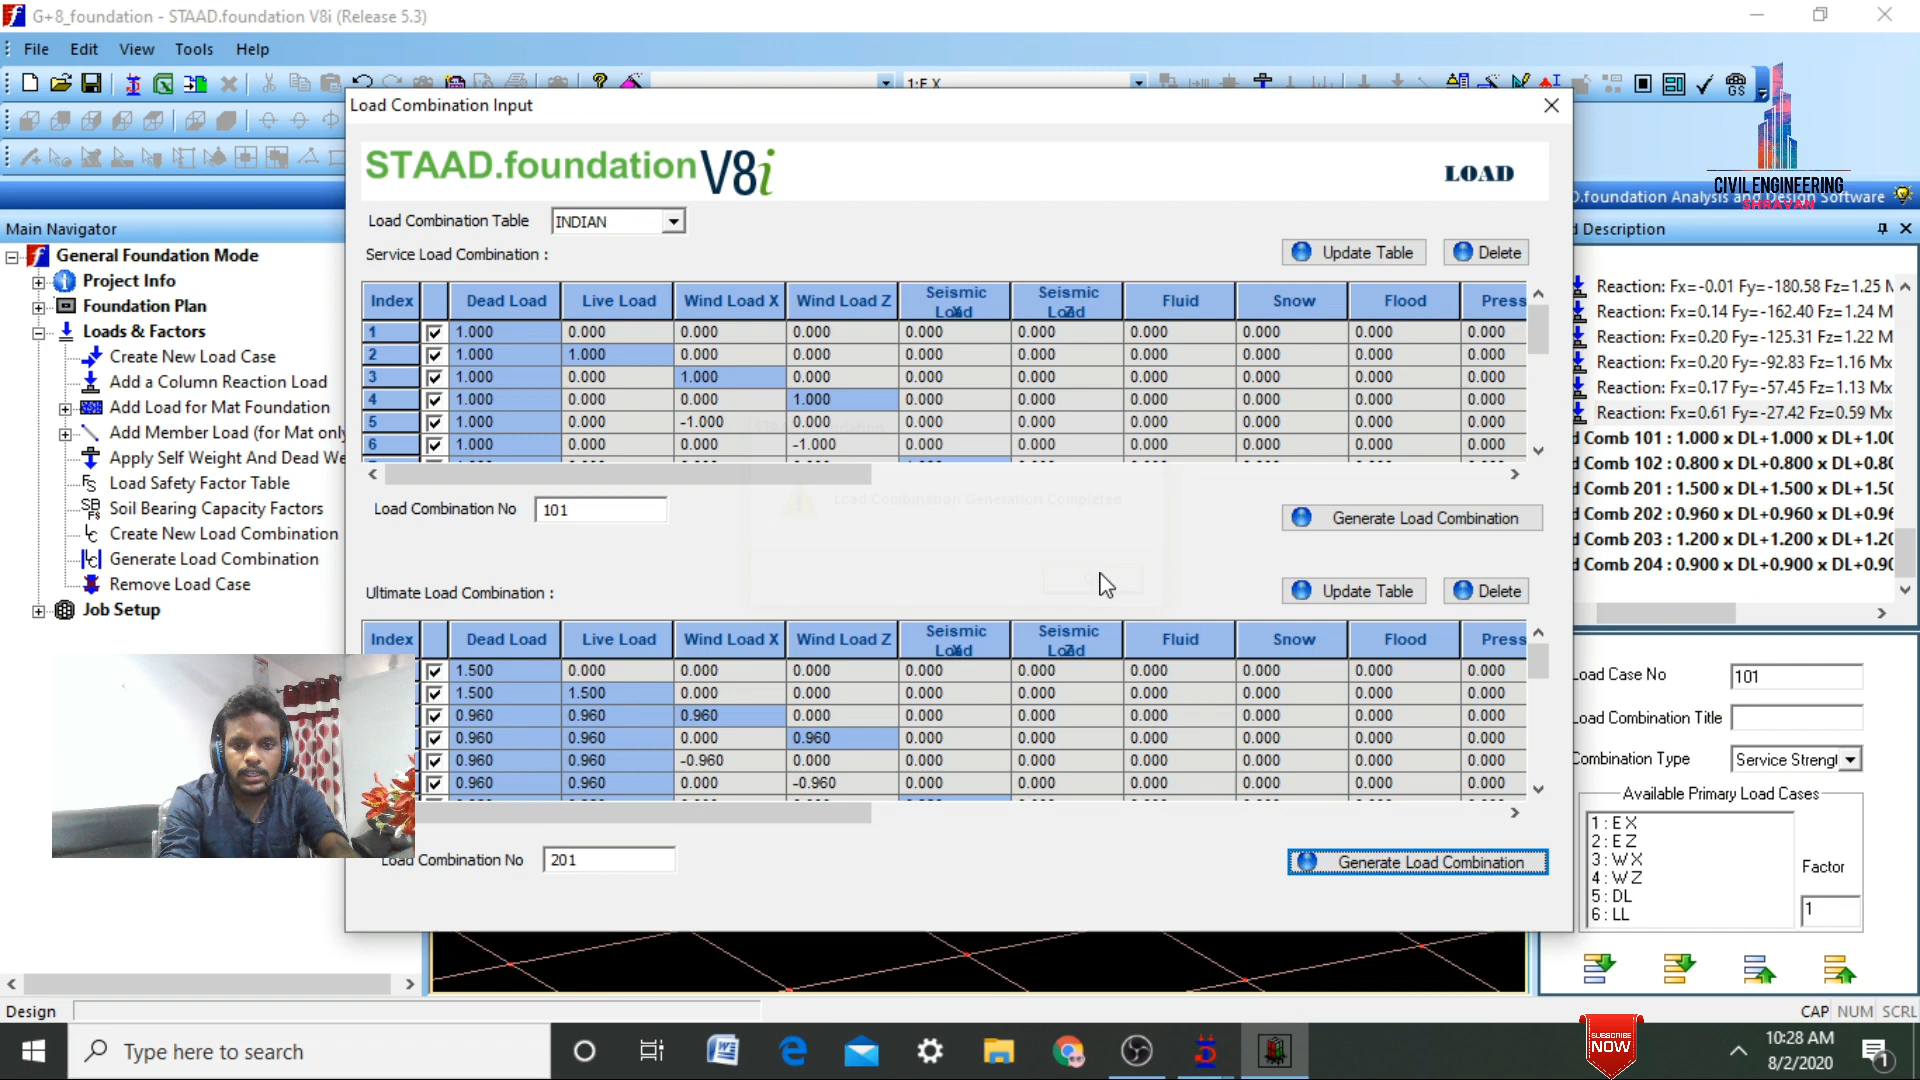 G+8_foundation - STAAD.foundation V8i (Release 5.3)
File Edit View Tools Help
1:E X
GS
Load Combination Input
STAAD.foundation V8i
LOAD
CIVIL ENGINEERING
SHRAVAN
D.foundation Analysis and Design Software
Load Combination Table INDIAN
Service Load Combination :
Update Table Delete
Index Dead Load Live Load Wind Load X Wind Load Z Seismic Load Seismic Load Fluid Snow Flood Press
1 1.000 0.000 0.000 0.000 0.000 0.000 0.000 0.000 0.000 0.000
2 1.000 1.000 0.000 0.000 0.000 0.000 0.000 0.000 0.000 0.000
3 1.000 0.000 1.000 0.000 0.000 0.000 0.000 0.000 0.000 0.000
4 1.000 0.000 0.000 1.000 0.000 0.000 0.000 0.000 0.000 0.000
5 1.000 0.000 -1.000 0.000 0.000 0.000 0.000 0.000 0.000 0.000
6 1.000 0.000 0.000 -1.000 0.000 0.000 0.000 0.000 0.000 0.000
Load Combination Generation Completed
Load Combination No 101
Generate Load Combination
Ultimate Load Combination :
Update Table Delete
Index Dead Load Live Load Wind Load X Wind Load Z Seismic Load Seismic Load Fluid Snow Flood Press
1.500 0.000 0.000 0.000 0.000 0.000 0.000 0.000 0.000 0.000
1.500 1.500 0.000 0.000 0.000 0.000 0.000 0.000 0.000 0.000
0.960 0.960 0.960 0.000 0.000 0.000 0.000 0.000 0.000 0.000
0.960 0.960 0.000 0.960 0.000 0.000 0.000 0.000 0.000 0.000
0.960 0.960 -0.960 0.000 0.000 0.000 0.000 0.000 0.000 0.000
0.960 0.960 0.000 -0.960 0.000 0.000 0.000 0.000 0.000 0.000
Load Combination No 201
Generate Load Combination
Main Navigator
General Foundation Mode
Project Info
Foundation Plan
Loads & Factors
Create New Load Case
Add a Column Reaction Load
Add Load for Mat Foundation
Add Member Load (for Mat only
Apply Self Weight And Dead We
Load Safety Factor Table
Soil Bearing Capacity Factors
Create New Load Combination
Generate Load Combination
Remove Load Case
Job Setup
d Description
Reaction: Fx=-0.01 Fy=-180.58 Fz=1.25
Reaction: Fx=0.14 Fy=-162.40 Fz=1.24 M
Reaction: Fx=0.20 Fy=-125.31 Fz=1.22 M
Reaction: Fx=0.20 Fy=-92.83 Fz=1.16 Mx
Reaction: Fx=0.17 Fy=-57.45 Fz=1.13 Mx
Reaction: Fx=0.61 Fy=-27.42 Fz=0.59 Mx
d Comb 101 : 1.000 x DL+1.000 x DL+1.00
d Comb 102 : 0.800 x DL+0.800 x DL+0.80
d Comb 201 : 1.500 x DL+1.500 x DL+1.50
d Comb 202 : 0.960 x DL+0.960 x DL+0.96
d Comb 203 : 1.200 x DL+1.200 x DL+1.20
d Comb 204 : 0.900 x DL+0.900 x DL+0.90
Load Case No 101
Load Combination Title
Combination Type Service Strengl
Available Primary Load Cases
1 : E X
2 : E Z
3 : W X
4 : W Z
5 : DL
6 : LL
Factor
1
Design
CAP NUM SCRL
Type here to search
SUBSCRIBE
NOW
10:28 AM
8/2/2020
1